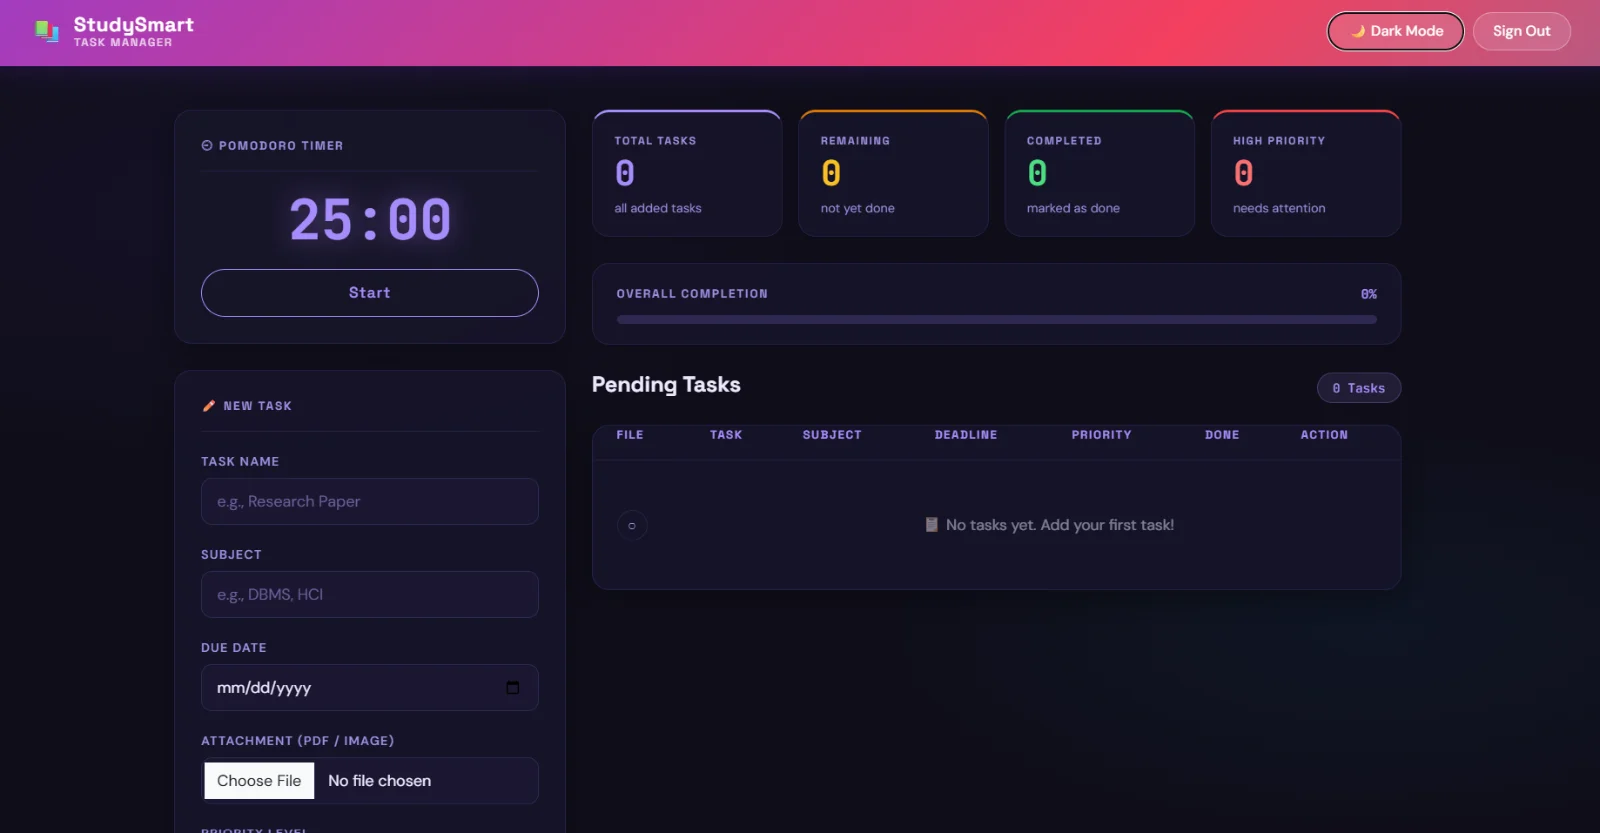 StudySmart
TASK MANAGER
🌙 Dark Mode
Sign Out
POMODORO TIMER
25:00
Start
NEW TASK
TASK NAME
e.g., Research Paper
SUBJECT
e.g., DBMS, HCI
DUE DATE
mm/dd/yyyy
ATTACHMENT (PDF / IMAGE)
Choose File No file chosen
PRIORITY LEVEL
TOTAL TASKS
0
all added tasks
REMAINING
0
not yet done
COMPLETED
0
marked as done
HIGH PRIORITY
0
needs attention
OVERALL COMPLETION 0%
Pending Tasks 0 Tasks
FILE TASK SUBJECT DEADLINE PRIORITY DONE ACTION
No tasks yet. Add your first task!